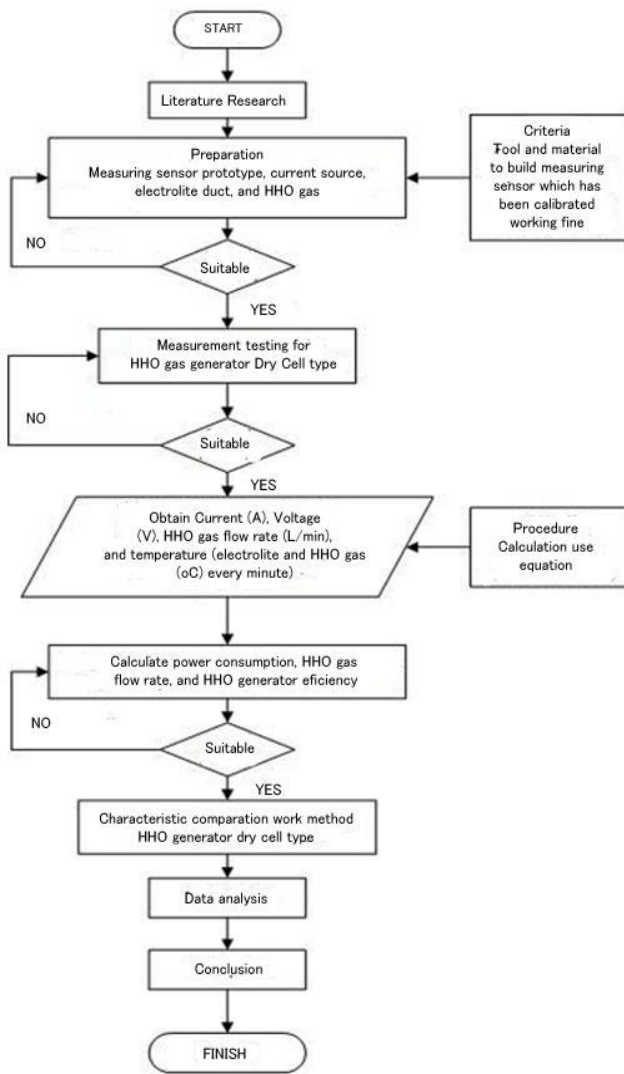 START
Literature Research
Preparation
Measuring sensor prototype, current source,
electrolite duct, and HHO gas
Criteria
Tool and material
to build measuring
sensor which has
been calibrated
working fine
NO
Suitable
YES
Measurement testing for
HHO gas generator Dry Cell type
NO
Suitable
YES
Obtain Current (A), Voltage
(V), HHO gas flow rate (L/min),
and temperature (electrolite and HHO gas
(oC) every minute)
Procedure
Calculation use
equation
Calculate power consumption, HHO gas
flow rate, and HHO generator eficiency
NO
Suitable
YES
Characteristic comparation work method
HHO generator dry cell type
Data analysis
Conclusion
FINISH